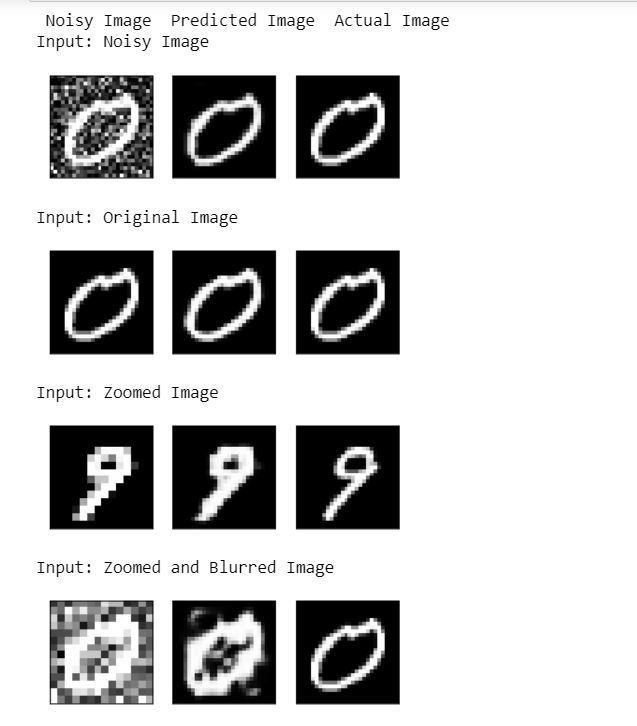 Noisy Image Predicted Image Actual Image
Input: Noisy Image
Input: Original Image
Input: Zoomed Image
Input: Zoomed and Blurred Image